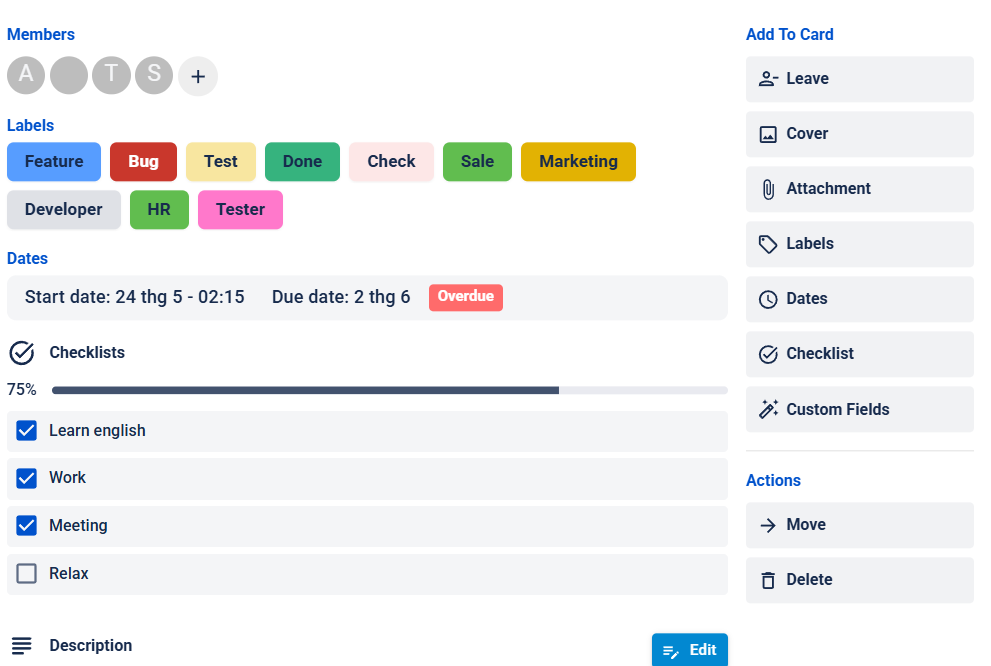 Members
A T S +
Labels
Feature Bug Test Done Check Sale Marketing
Developer HR Tester
Dates
Start date: 24 thg 5 - 02:15 Due date: 2 thg 6 Overdue
Checklists
75%
Learn english
Work
Meeting
Relax
Description Edit
Add To Card
Leave
Cover
Attachment
Labels
Dates
Checklist
Custom Fields
Actions
Move
Delete